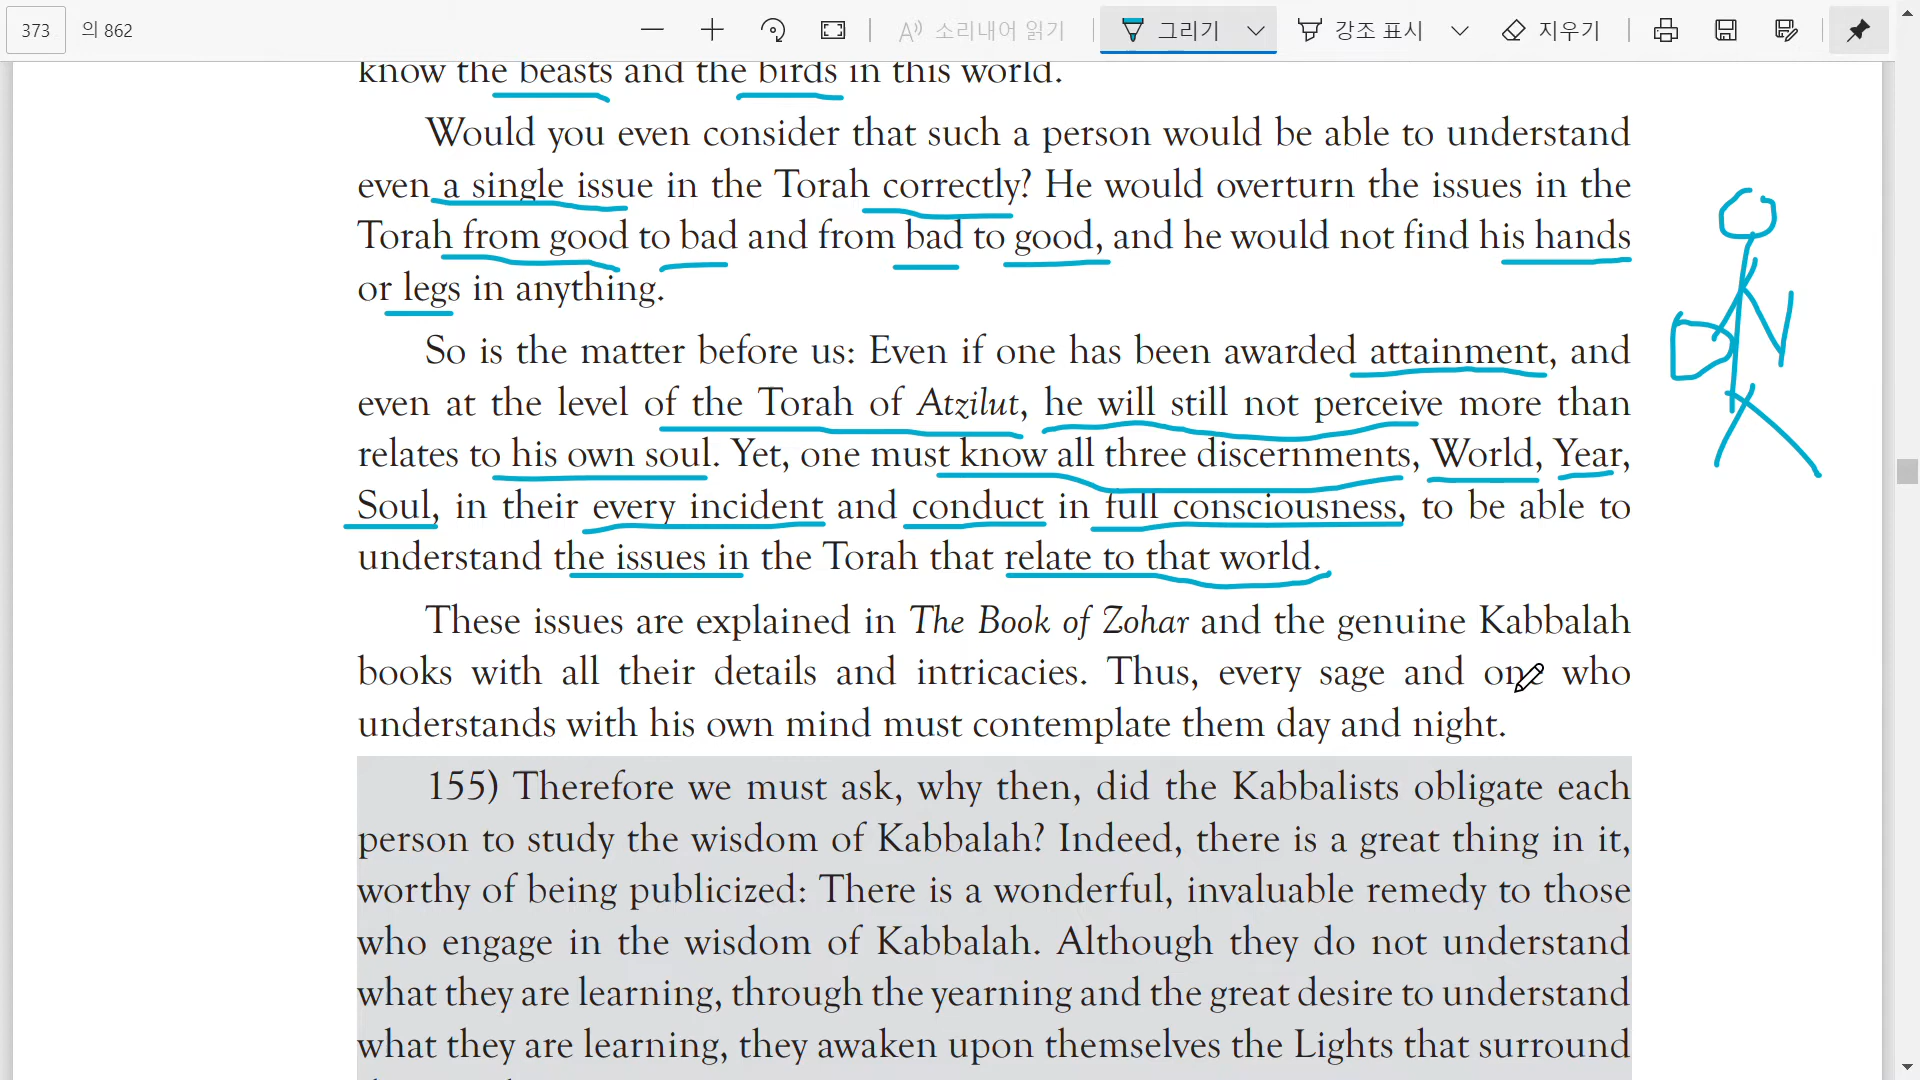 373 의 862 A 소리내어 읽기 그리기 강조 표시 지우기
know the beasts and the birds in this world.
Would you even consider that such a person would be able to understand
even a single issue in the Torah correctly? He would overturn the issues in the
Torah from good to bad and from bad to good, and he would not find his hands
or legs in anything.
So is the matter before us: Even if one has been awarded attainment, and
even at the level of the Torah of Atzilut, he will still not perceive more than
relates to his own soul. Yet, one must know all three discernments, World, Year,
Soul, in their every incident and conduct in full consciousness, to be able to
understand the issues in the Torah that relate to that world.
These issues are explained in The Book of Zohar and the genuine Kabbalah
books with all their details and intricacies. Thus, every sage and one who
understands with his own mind must contemplate them day and night.
155) Therefore we must ask, why then, did the Kabbalists obligate each
person to study the wisdom of Kabbalah? Indeed, there is a great thing in it,
worthy of being publicized: There is a wonderful, invaluable remedy to those
who engage in the wisdom of Kabbalah. Although they do not understand
what they are learning, through the yearning and the great desire to understand
what they are learning, they awaken upon themselves the Lights that surround